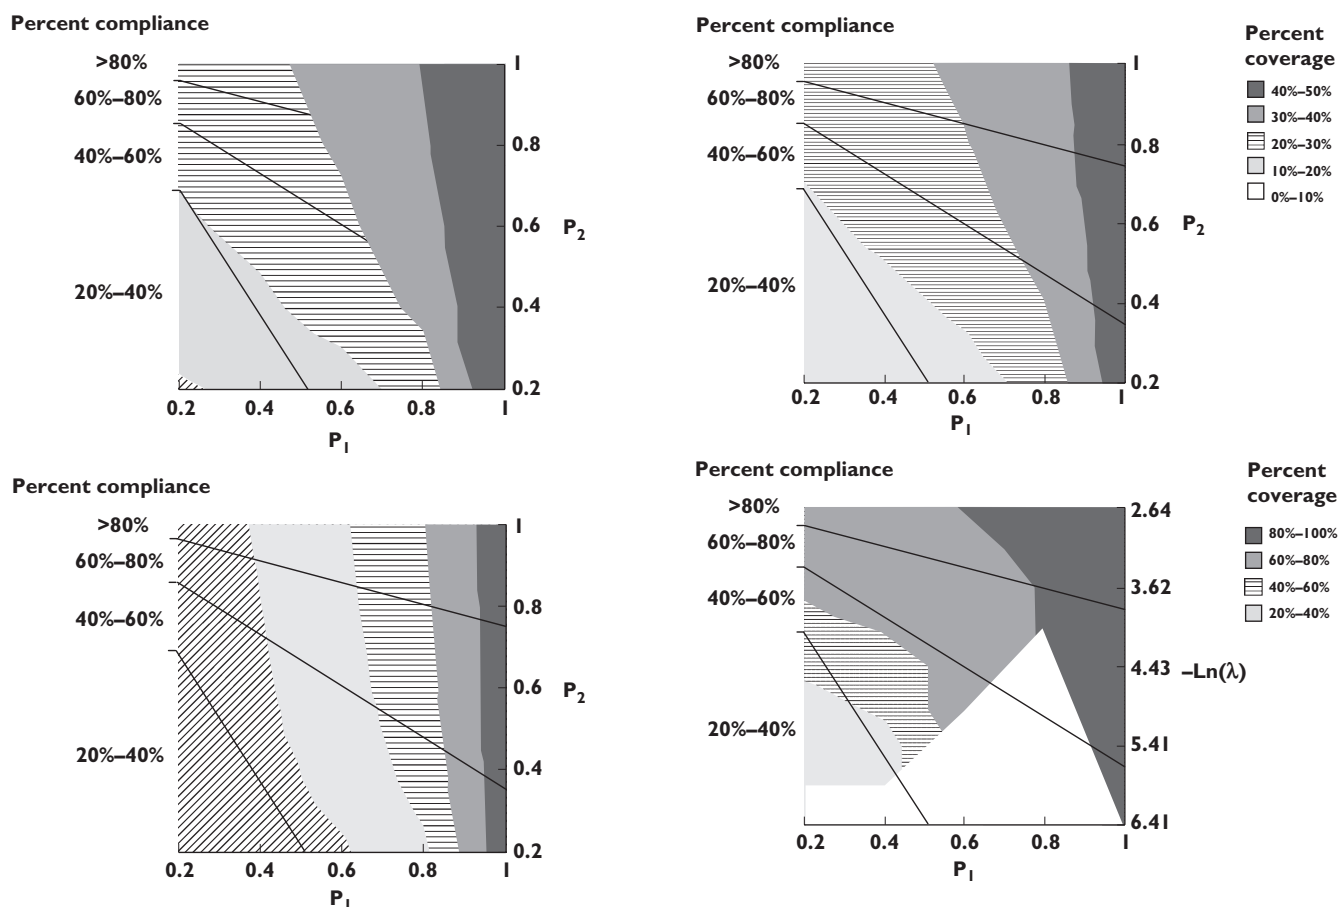 Percent compliance
>80%
60%–80%
40%–60%
20%–40%
1
0.8
0.6
0.4
0.2
P2
0.2 0.4 0.6 0.8 1
P1
Percent compliance
>80%
60%–80%
40%–60%
20%–40%
1
0.8
0.6
0.4
0.2
P2
0.2 0.4 0.6 0.8 1
P1
Percent
coverage
40%–50%
30%–40%
20%–30%
10%–20%
0%–10%
Percent compliance
>80%
60%–80%
40%–60%
20%–40%
1
0.8
0.6
0.4
0.2
P2
0.2 0.4 0.6 0.8 1
P1
Percent compliance
>80%
60%–80%
40%–60%
20%–40%
2.64
3.62
4.43
5.41
6.41
–Ln(λ)
0.2 0.4 0.6 0.8 1
P1
Percent
coverage
80%–100%
60%–80%
40%–60%
20%–40%